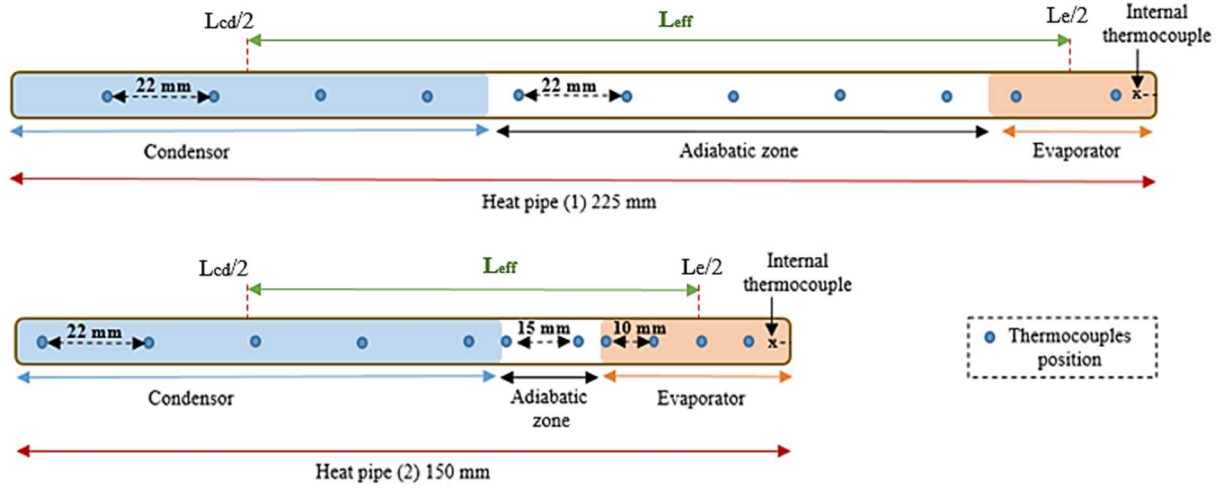 Lcd/2
Leff
Le/2
Internal
thermocouple
22 mm
22 mm
x
Condensor
Adiabatic zone
Evaporator
Heat pipe (1) 225 mm
Lcd/2
Leff
Le/2
Internal
thermocouple
22 mm
15 mm
10 mm
x
Thermocouples
position
Condensor
Adiabatic
zone
Evaporator
Heat pipe (2) 150 mm